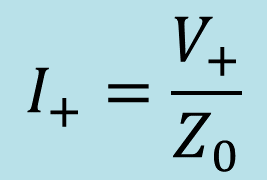 I₊ = V₊ / Z₀